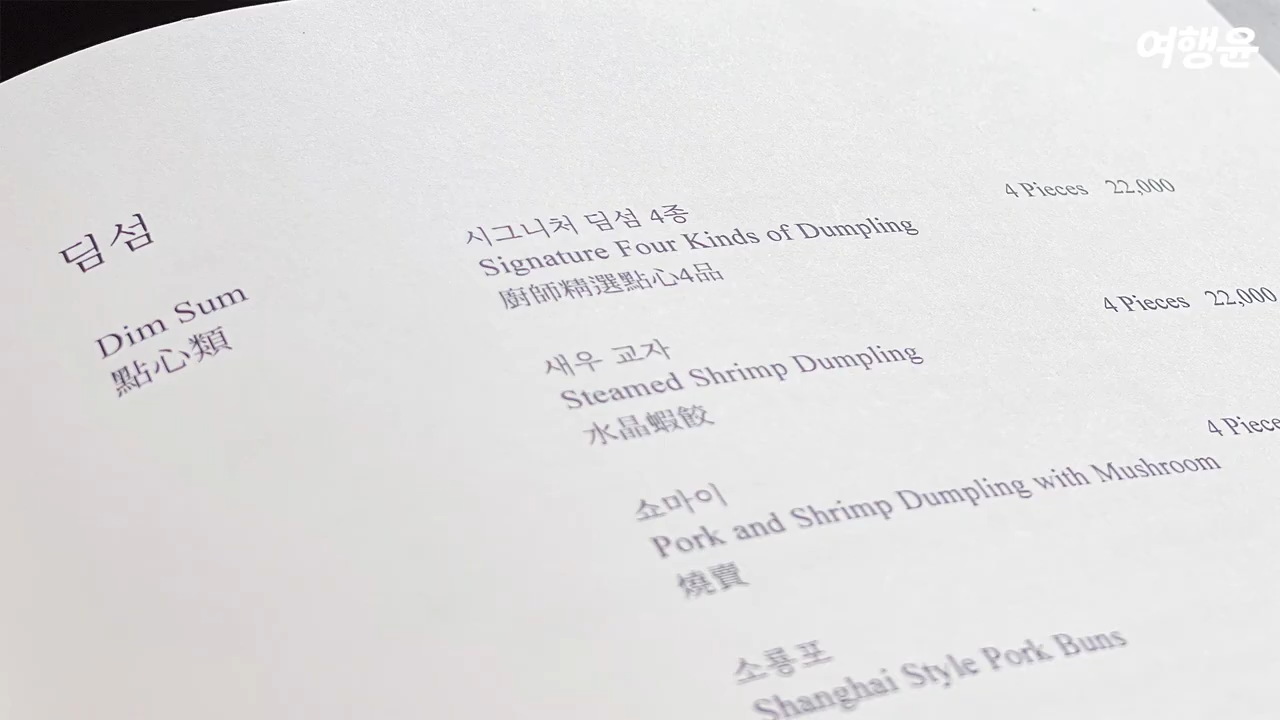 여행윤
딤섬
Dim Sum
點心類
시그니처 딤섬 4종
Signature Four Kinds of Dumpling
廚師精選點心4品
4 Pieces 22,000
새우 교자
Steamed Shrimp Dumpling
水晶蝦餃
4 Pieces 22,000
쇼마이
Pork and Shrimp Dumpling with Mushroom
燒賣
4 Piece
소룡포
Shanghai Style Pork Buns